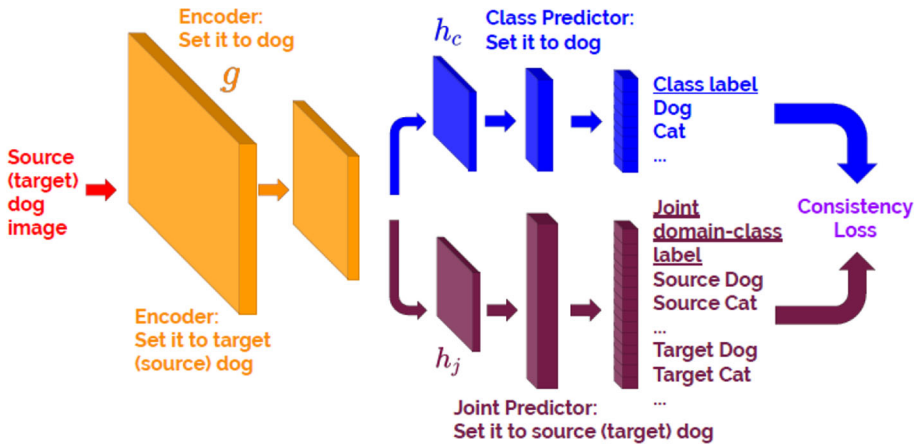 Encoder:
Set it to dog
g
Source
(target)
dog
image
Encoder:
Set it to target
(source) dog
h_c
Class Predictor:
Set it to dog
Class label
Dog
Cat
...
Consistency
Loss
h_j
Joint
domain-class
label
Source Dog
Source Cat
...
Target Dog
Target Cat
...
Joint Predictor:
Set it to source (target) dog